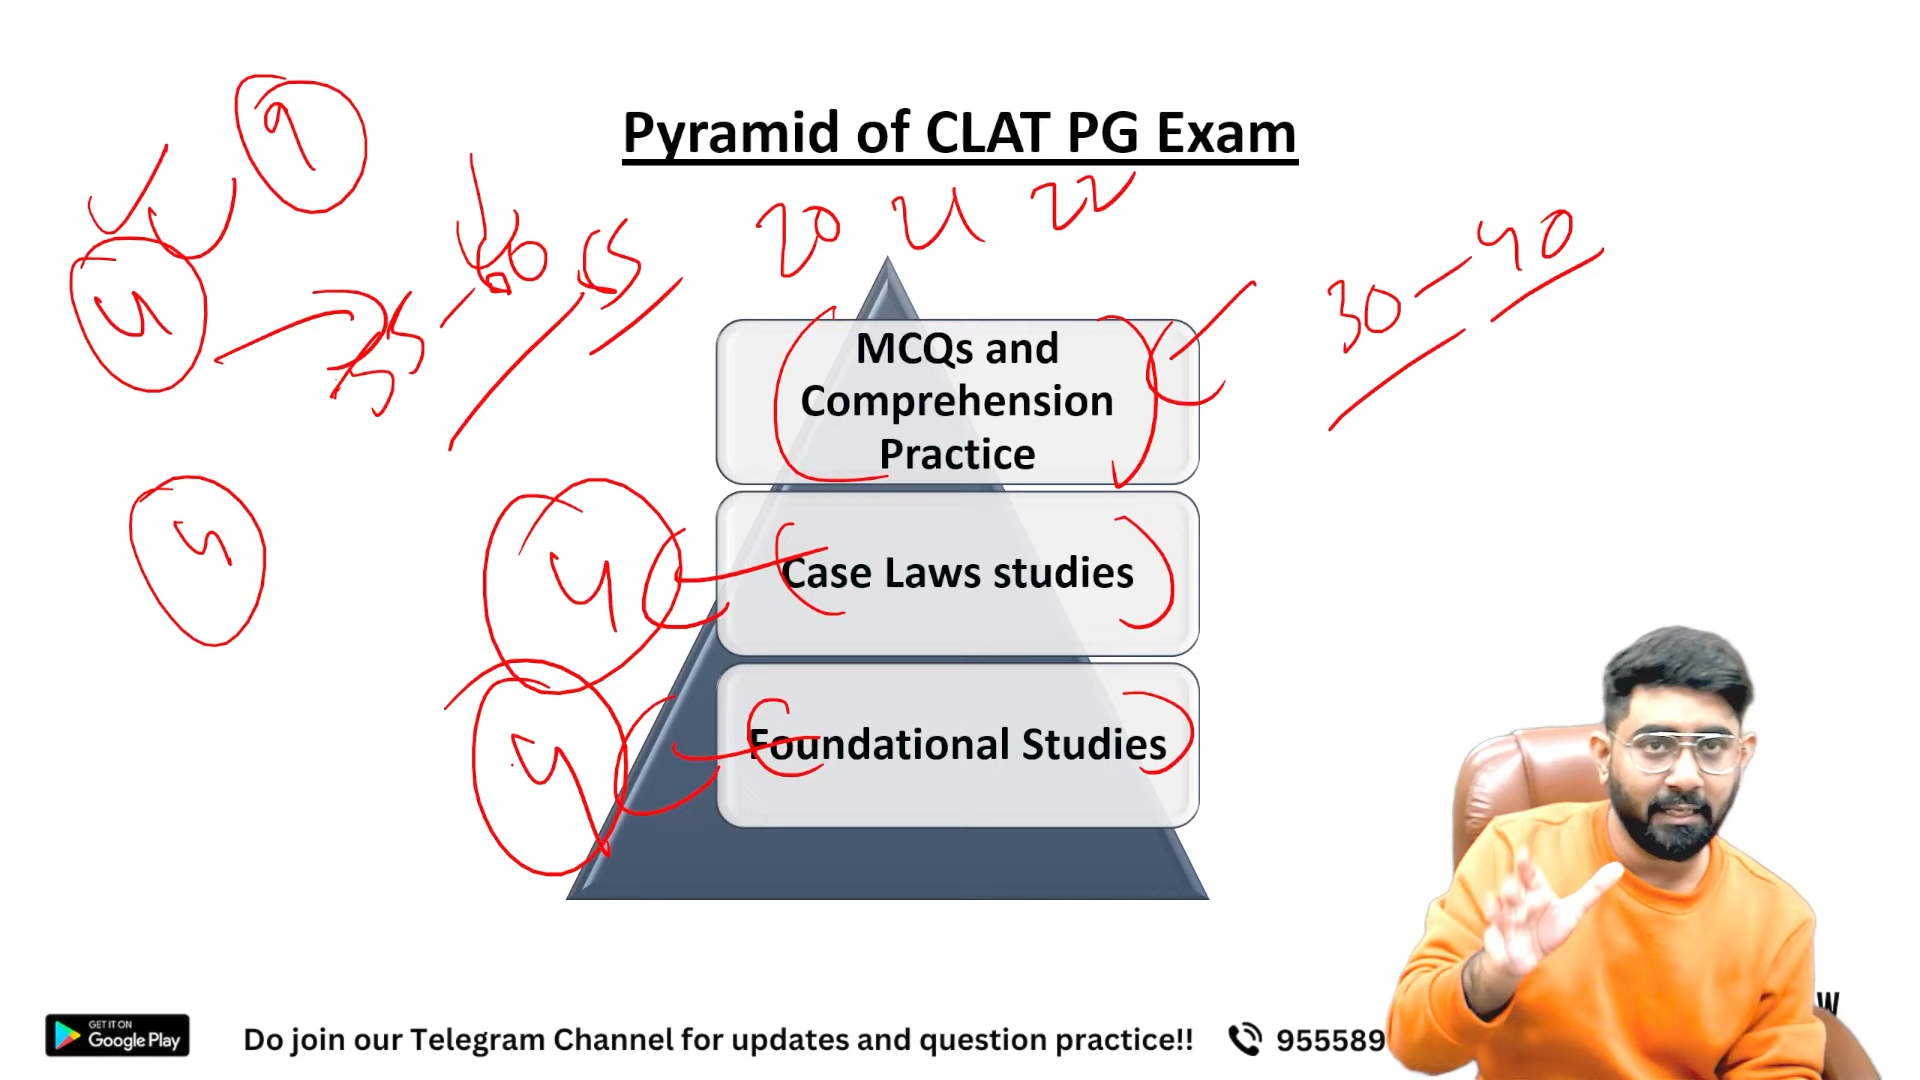 Pyramid of CLAT PG Exam
20 21 22
30-40
MCQs and
Comprehension
Practice
Case Laws studies
Foundational Studies
GET IT ON
Google Play
Do join our Telegram Channel for updates and question practice!!
955589
W